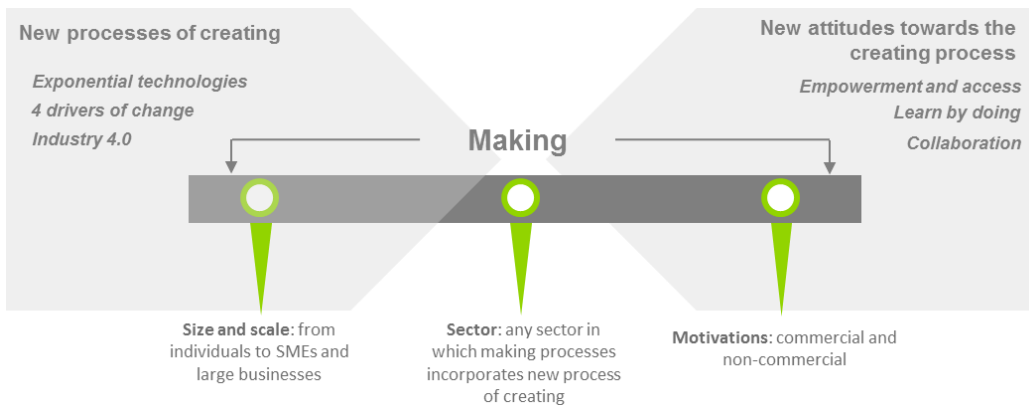 New processes of creating
Exponential technologies
4 drivers of change
Industry 4.0
New attitudes towards the
creating process
Empowerment and access
Learn by doing
Collaboration
Making
Size and scale: from
individuals to SMEs and
large businesses
Sector: any sector in
which making processes
incorporates new process
of creating
Motivations: commercial and
non-commercial